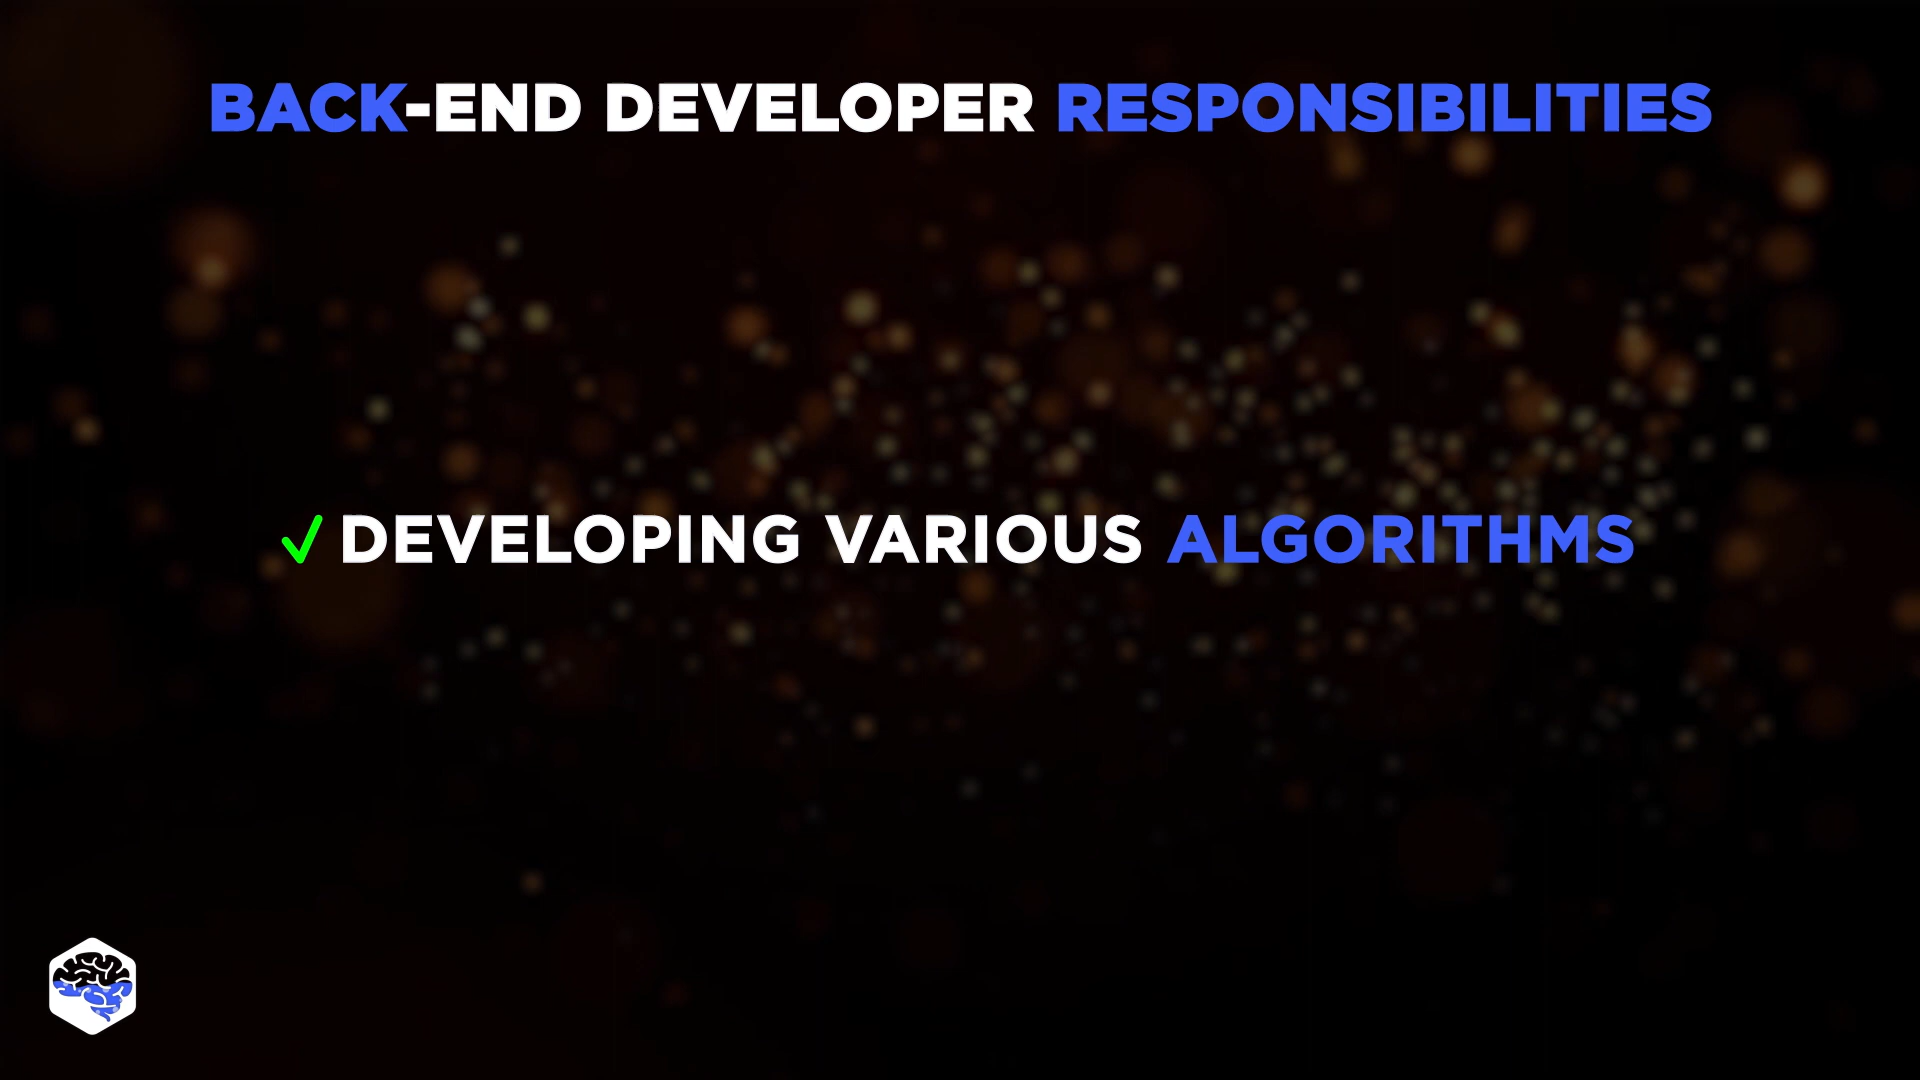 BACK-END DEVELOPER RESPONSIBILITIES
✓ DEVELOPING VARIOUS ALGORITHMS